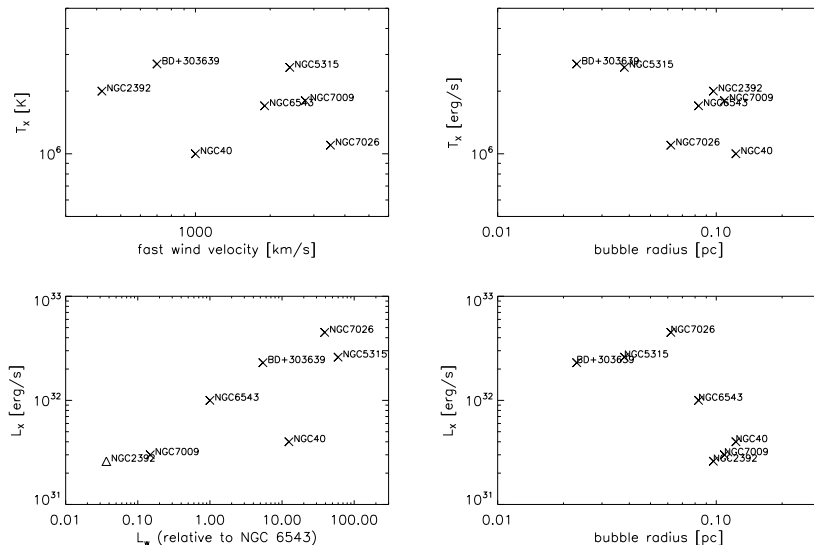 BD+303639
NGC5315
NGC2392
NGC7009
NGC6543
NGC40
NGC7026
10^6
T_x [K]
1000
fast wind velocity [km/s]
BD+303639
NGC5315
NGC2392
NGC7009
NGC6543
NGC7026
NGC40
10^6
T_x [erg/s]
0.01
0.10
bubble radius [pc]
10^33
NGC7026
BD+303639
NGC5315
10^32
NGC6543
NGC40
NGC7009
NGC2392
10^31
L_x [erg/s]
0.01
0.10
1.00
10.00
100.00
L_w (relative to NGC 6543)
10^33
NGC7026
BD+303639
NGC5315
10^32
NGC6543
NGC40
NGC7009
NGC2392
10^31
L_x [erg/s]
0.01
0.10
bubble radius [pc]